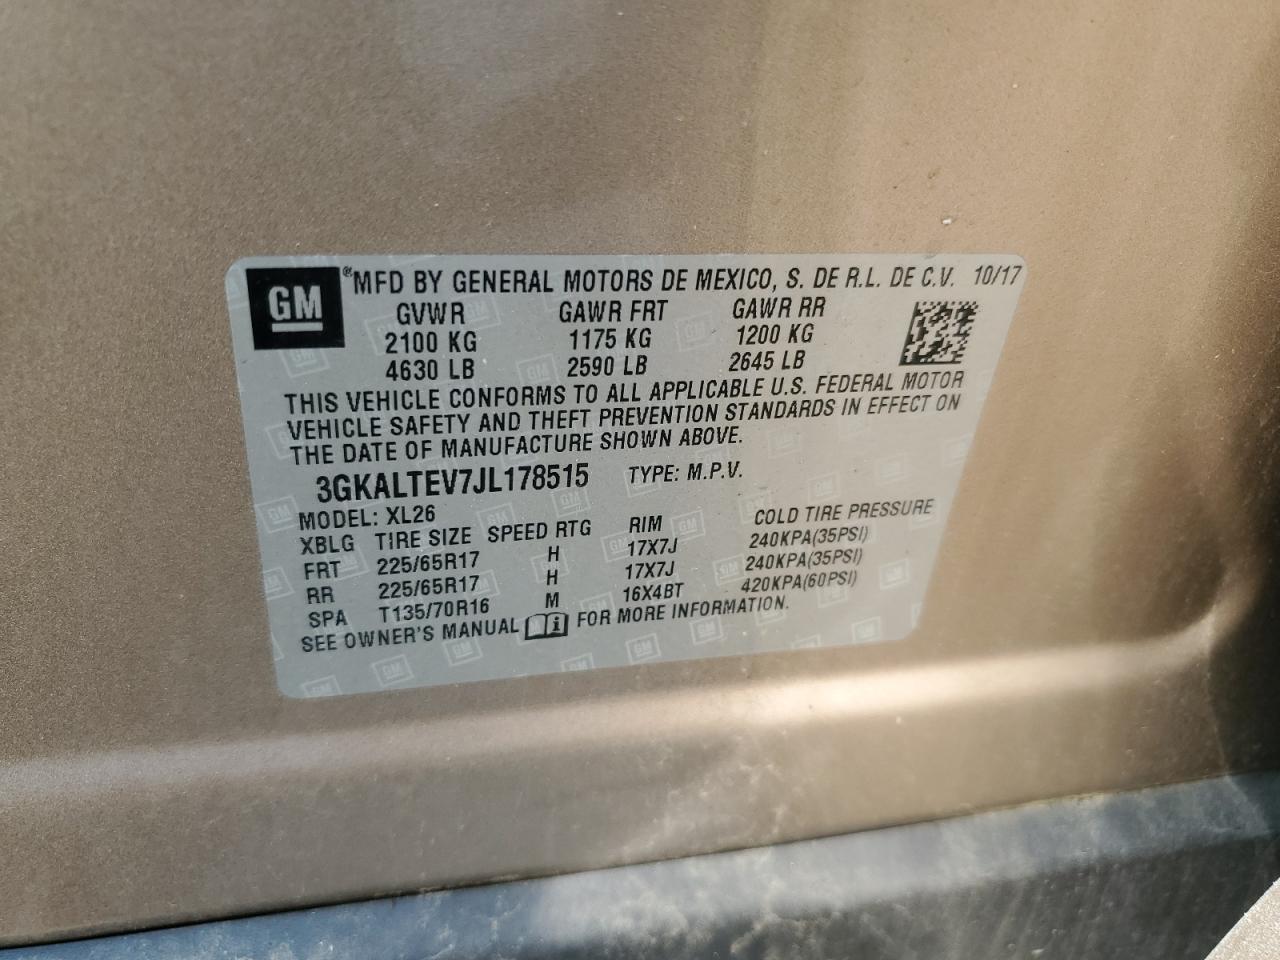 GM
®MFD BY GENERAL MOTORS DE MEXICO, S. DE R.L. DE C.V. 10/17
GVWR GAWR FRT GAWR RR
2100 KG 1175 KG 1200 KG
4630 LB 2590 LB 2645 LB
THIS VEHICLE CONFORMS TO ALL APPLICABLE U.S. FEDERAL MOTOR
VEHICLE SAFETY AND THEFT PREVENTION STANDARDS IN EFFECT ON
THE DATE OF MANUFACTURE SHOWN ABOVE.
3GKALTEV7JL178515 TYPE: M.P.V.
MODEL: XL26
XBLG TIRE SIZE SPEED RTG RIM COLD TIRE PRESSURE
FRT 225/65R17 H 17X7J 240KPA(35PSI)
RR 225/65R17 H 17X7J 240KPA(35PSI)
SPA T135/70R16 M 16X4BT 420KPA(60PSI)
SEE OWNER'S MANUAL i FOR MORE INFORMATION.